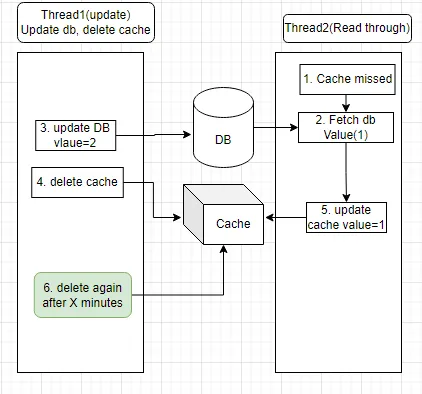 Thread1(update)
Update db, delete cache
Thread2(Read through)
1. Cache missed
2. Fetch db
Value(1)
3. update DB
vlaue=2
DB
4. delete cache
Cache
5. update
cache value=1
6. delete again
after X minutes